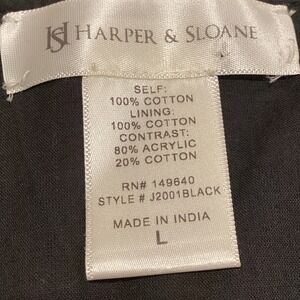 HS HARPER & SLOANE
SELF:
100% COTTON
LINING:
100% COTTON
CONTRAST:
80% ACRYLIC
20% COTTON
RN# 149640
STYLE # J2001BLACK
MADE IN INDIA
L